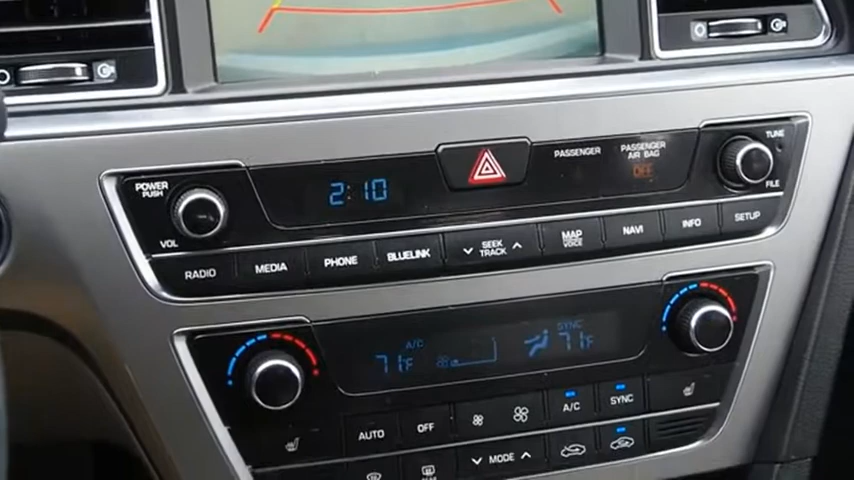 POWER PUSH
2:10
PASSENGER
PASSENGER AIR BAG
OFF
TUNE
FILE
VOL
RADIO
MEDIA
PHONE
BLUELINK
SEEK TRACK
MAP VOICE
NAVI
INFO
SETUP
A/C
SYNC
71°F
71°F
AUTO
OFF
A/C
SYNC
MODE